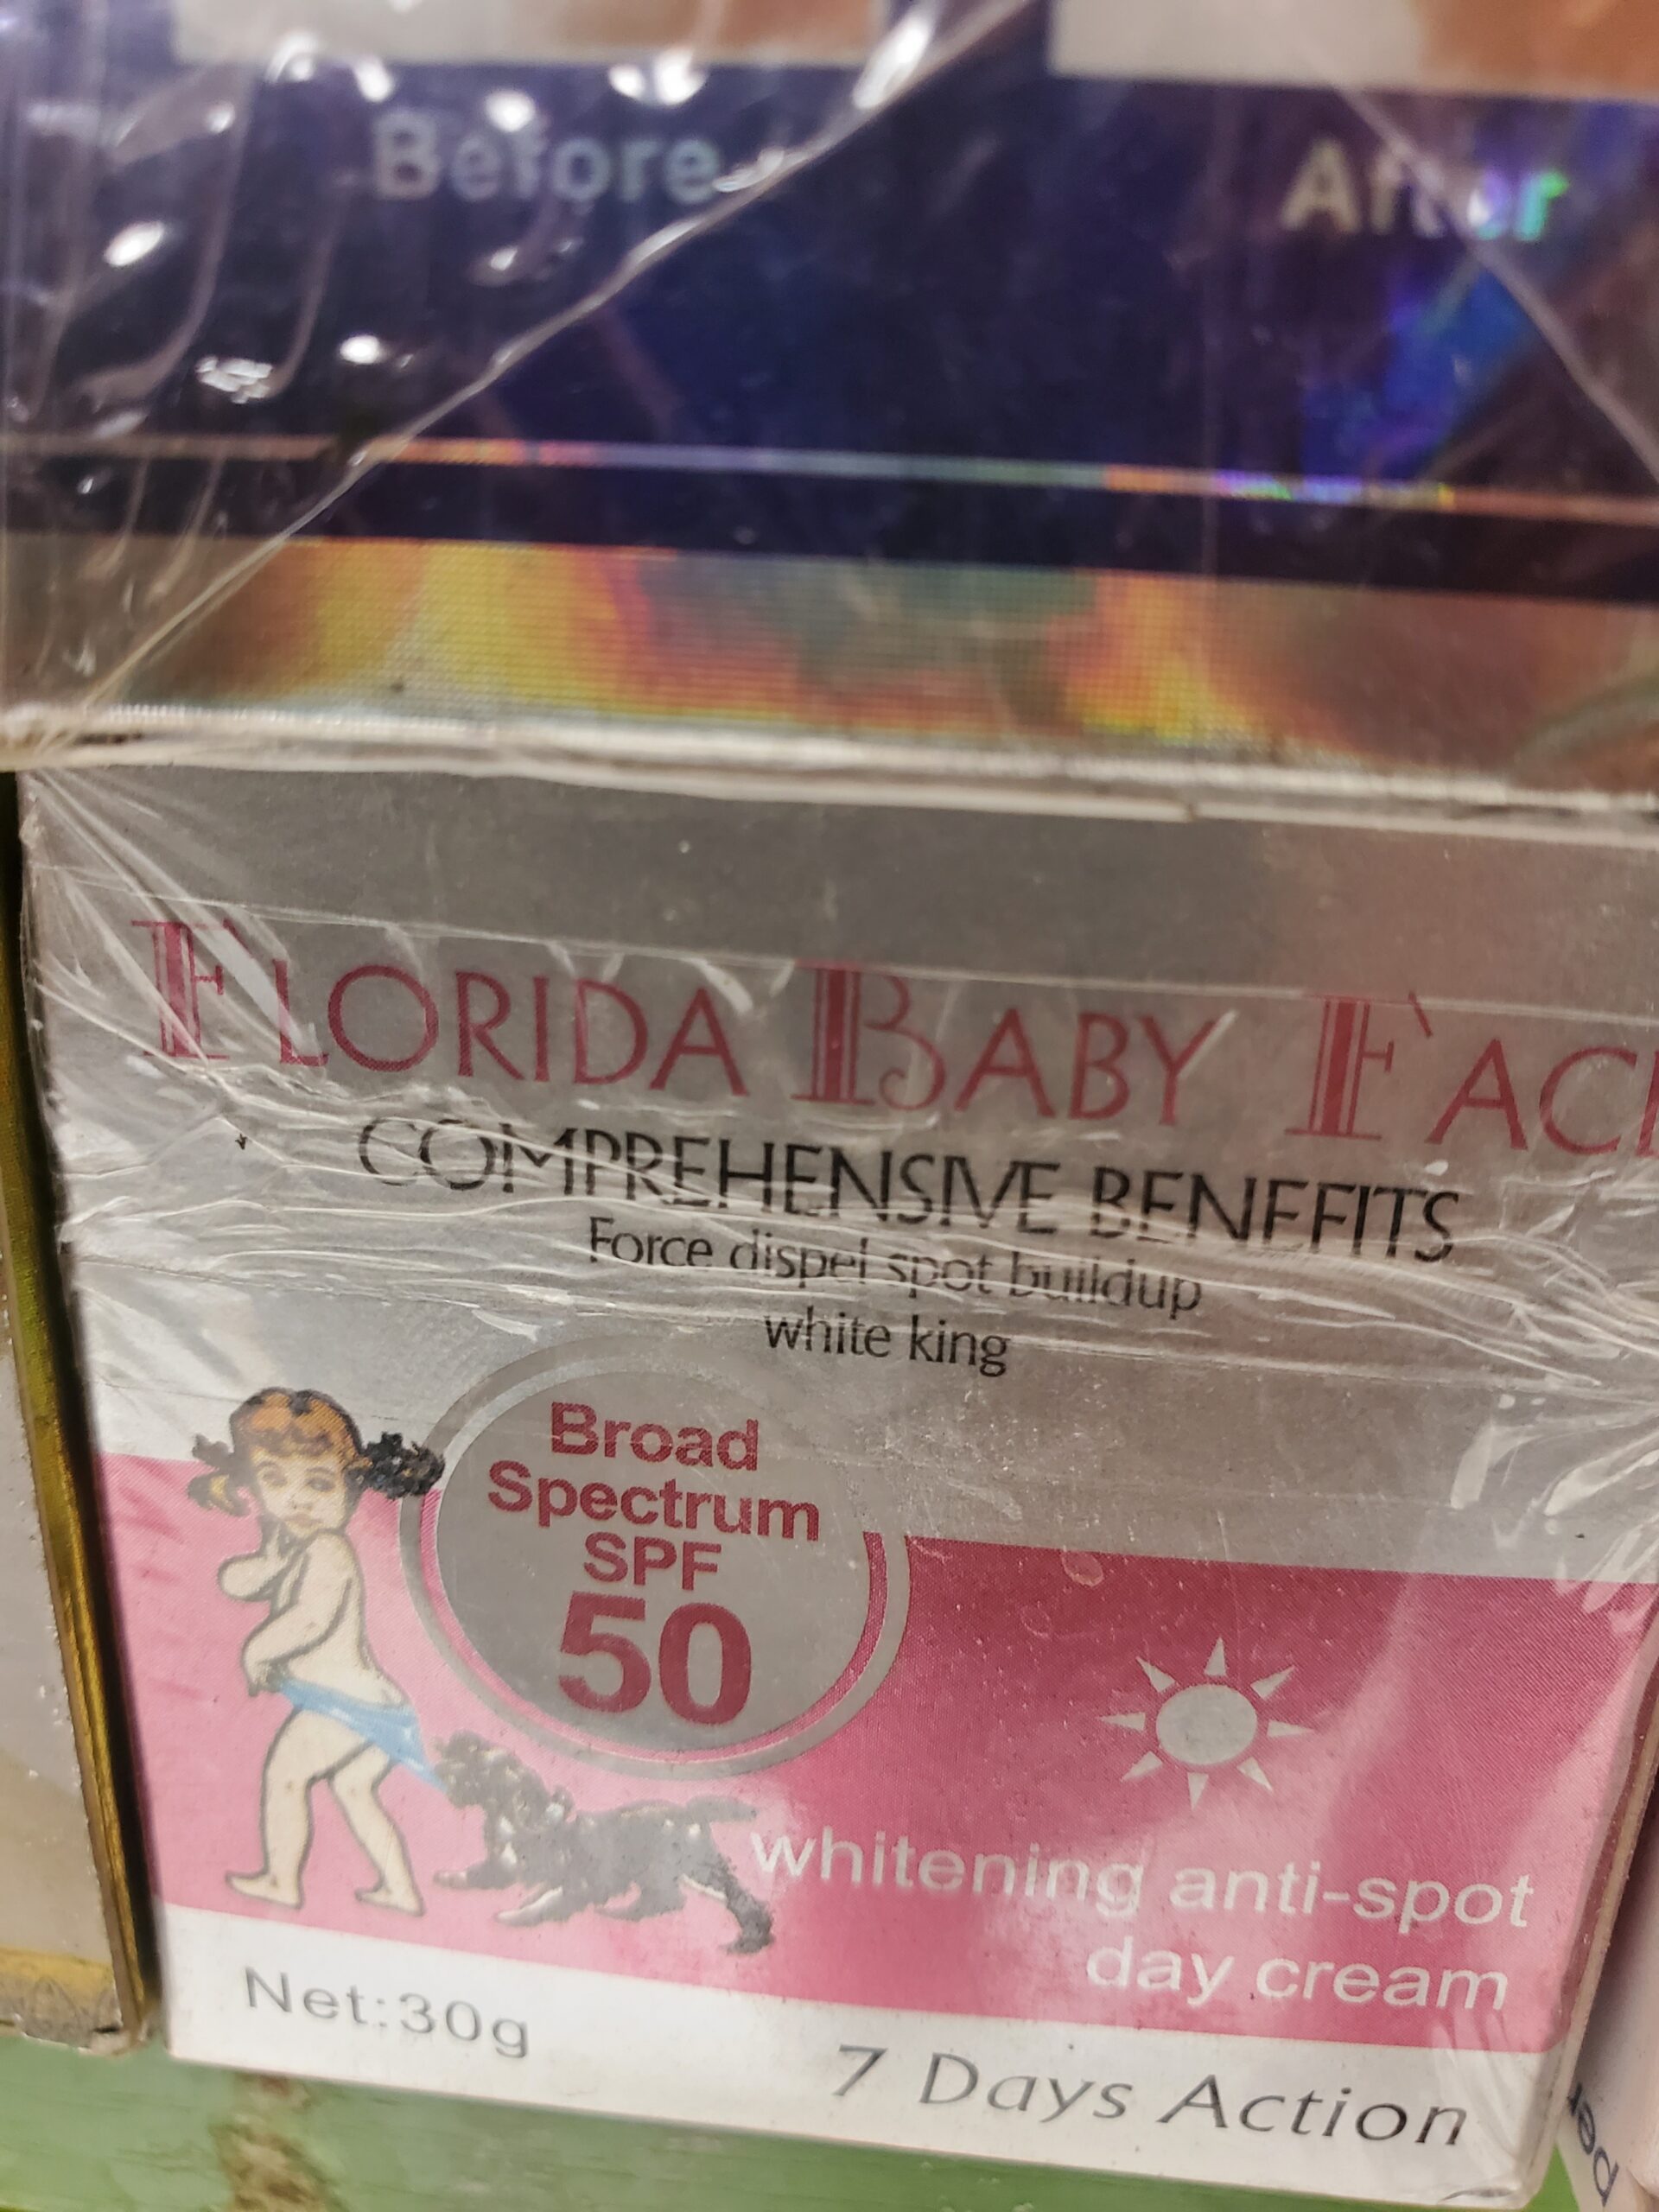 Before
After
FLORIDA BABY FAC
COMPREHENSIVE BENEFITS
Force dispel spot buildup
white king
Broad
Spectrum
SPF
50
whitening anti-spot
day cream
Net:30g
7 Days Action